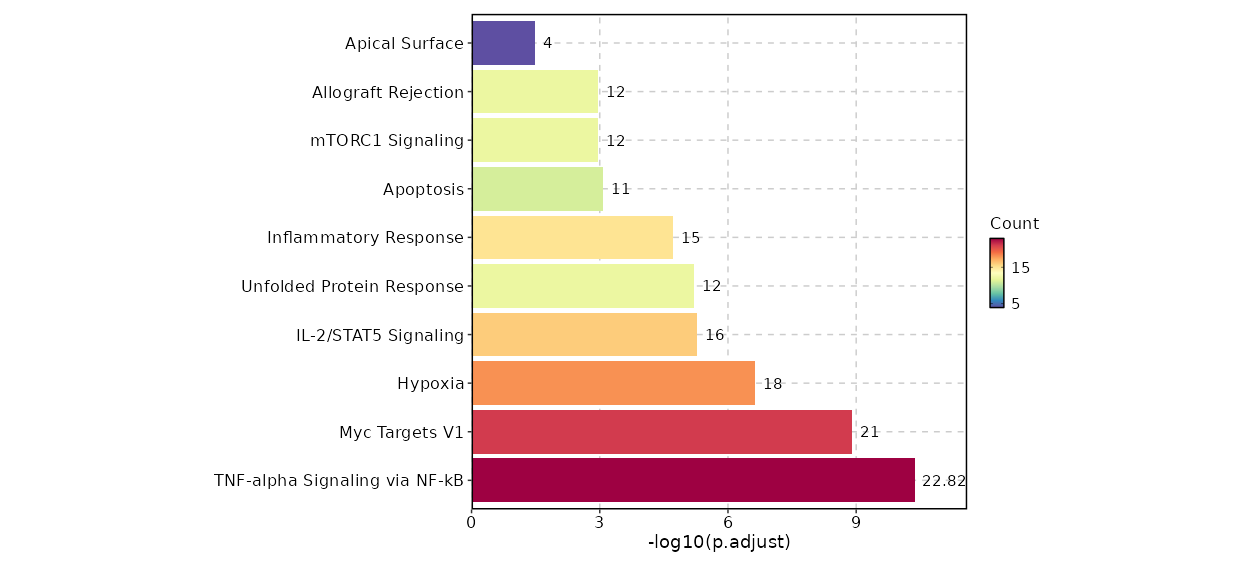 Apical Surface 4
Allograft Rejection 12
mTORC1 Signaling 12
Apoptosis 11
Inflammatory Response 15
Unfolded Protein Response 12
IL-2/STAT5 Signaling 16
Hypoxia 18
Myc Targets V1 21
TNF-alpha Signaling via NF-kB 22.82
0 3 6 9
-log10(p.adjust)
Count
15
5